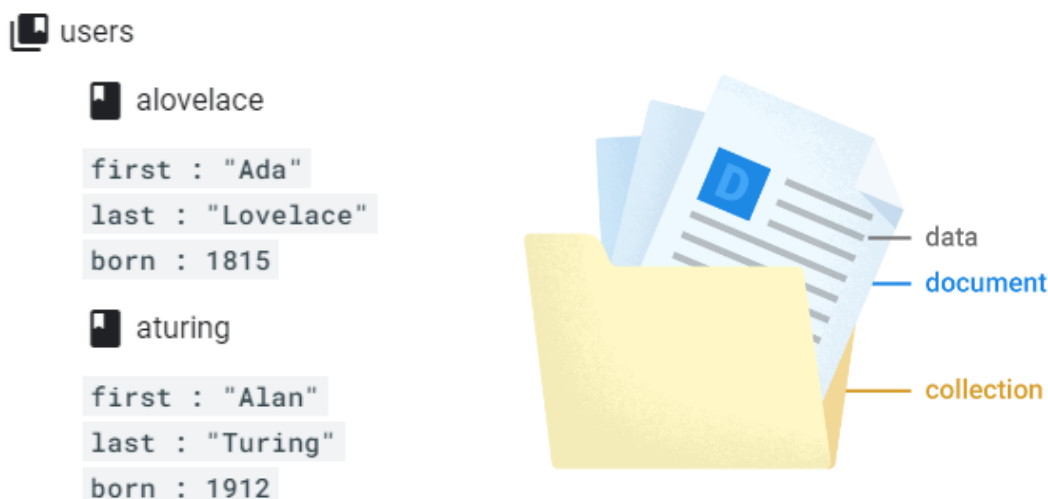 users
alovelace
first : "Ada"
last : "Lovelace"
born : 1815
aturing
first : "Alan"
last : "Turing"
born : 1912
D
data
document
collection